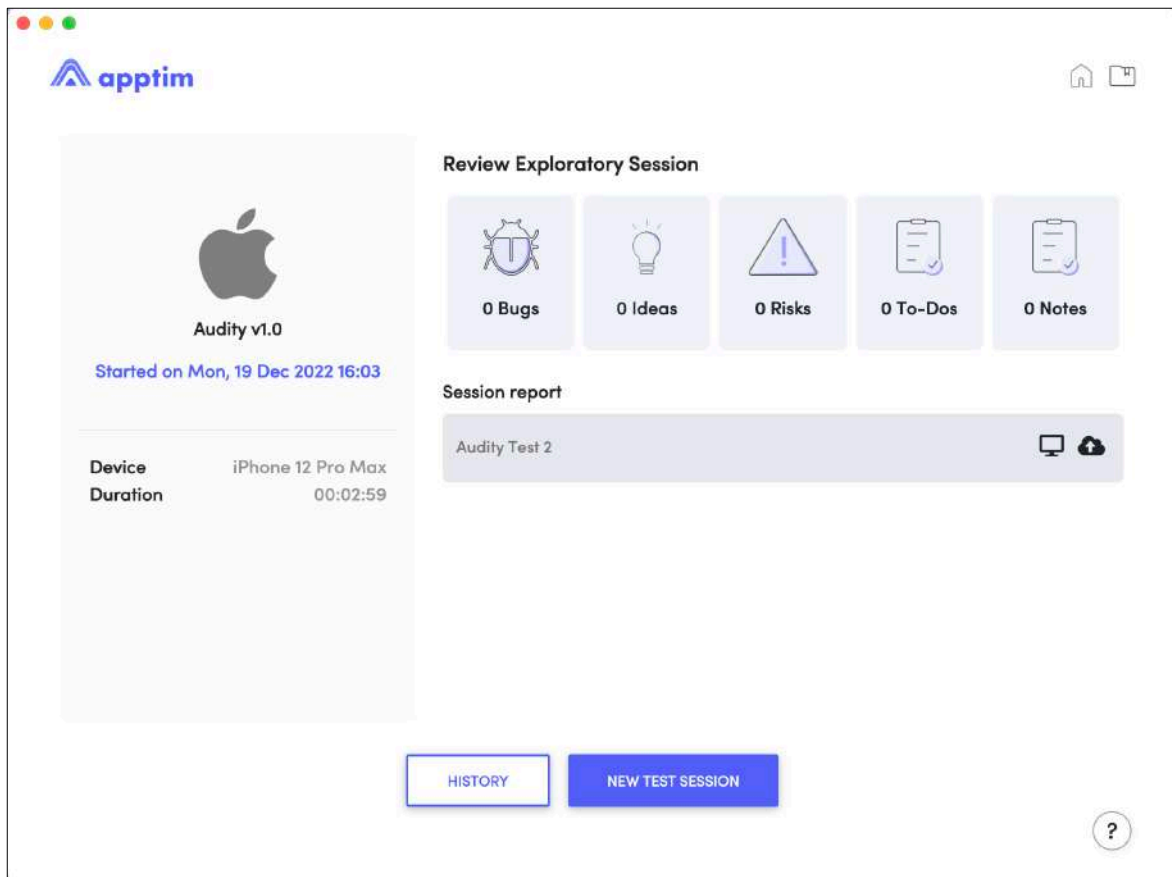 apptim
Audity v1.0
Started on Mon, 19 Dec 2022 16:03
Device iPhone 12 Pro Max
Duration 00:02:59
Review Exploratory Session
0 Bugs 0 Ideas 0 Risks 0 To-Dos 0 Notes
Session report
Audity Test 2
HISTORY NEW TEST SESSION
?